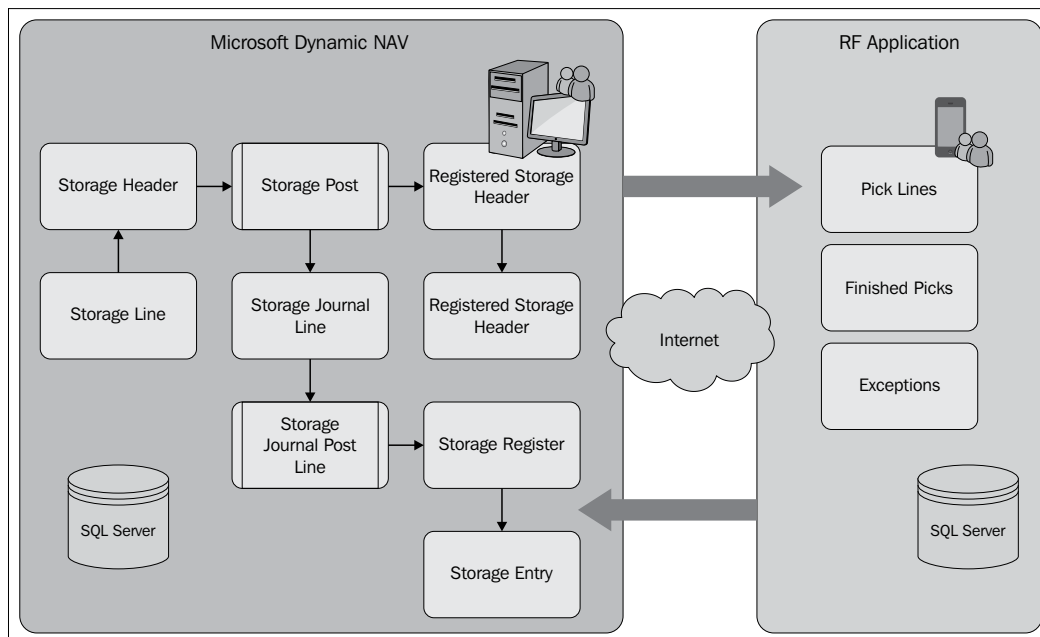 Microsoft Dynamic NAV
RF Application
Storage Header
Storage Post
Registered Storage
Header
Pick Lines
Storage Line
Storage Journal
Line
Registered Storage
Header
Internet
Finished Picks
Exceptions
Storage
Journal Post
Line
Storage Register
SQL Server
Storage Entry
SQL Server